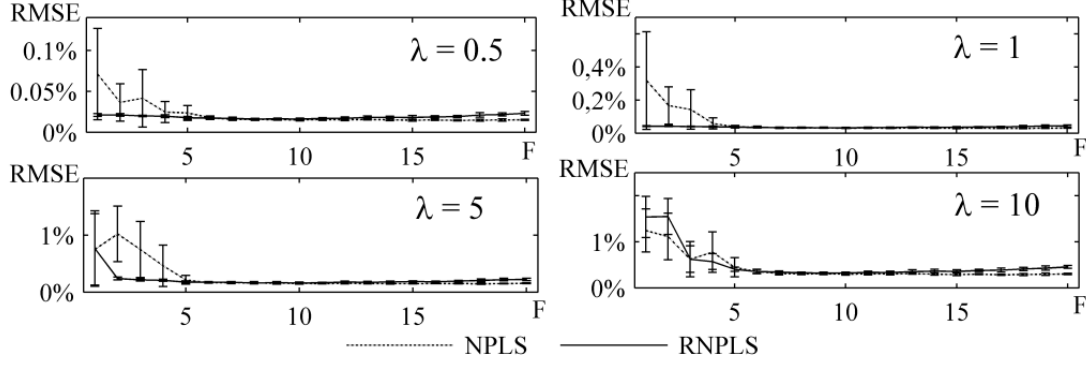 RMSE
λ = 0.5
0.1%
0.05%
0%
5
10
15
F
RMSE
λ = 1
0,4%
0,2%
0%
5
10
15
F
RMSE
λ = 5
1%
0%
5
10
15
F
RMSE
λ = 10
1%
0%
5
10
15
F
NPLS
RNPLS